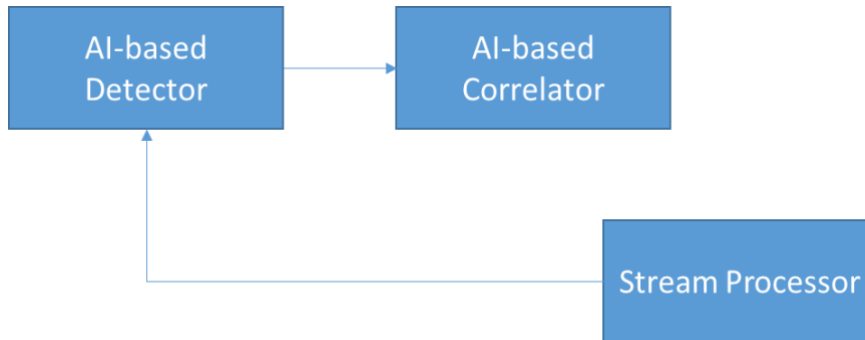 AI-based
Detector
AI-based
Correlator
Stream Processor